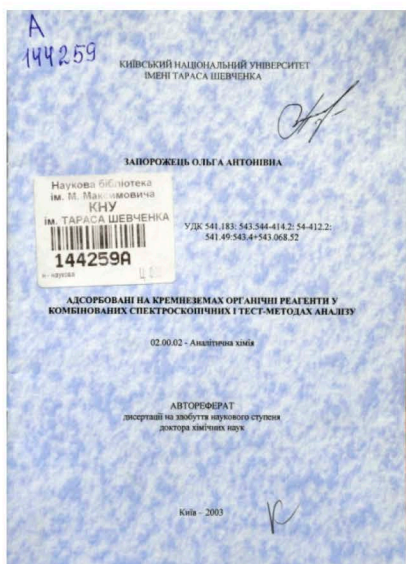 А
144259
КИЇВСЬКИЙ НАЦІОНАЛЬНИЙ УНІВЕРСИТЕТ
ІМЕНІ ТАРАСА ШЕВЧЕНКА
ЗАПОРОЖЕЦЬ ОЛЬГА АНТОНІВНА
Наукова бібліотека
ім. М. Максимовича
КНУ
ім. ТАРАСА ШЕВЧЕНКА
144259А
УДК 541.183: 543.544-414.2: 54-412.2:
541.49:543.4+543.068.52
АДСОРБОВАНІ НА КРЕМНЕЗЕМАХ ОРГАНІЧНІ РЕАГЕНТИ У
КОМБІНОВАНИХ СПЕКТРОСКОПІЧНИХ І ТЕСТ-МЕТОДАХ АНАЛІЗУ
02.00.02 - Аналітична хімія
АВТОРЕФЕРАТ
дисертації на здобуття наукового ступеня
доктора хімічних наук
Київ – 2003